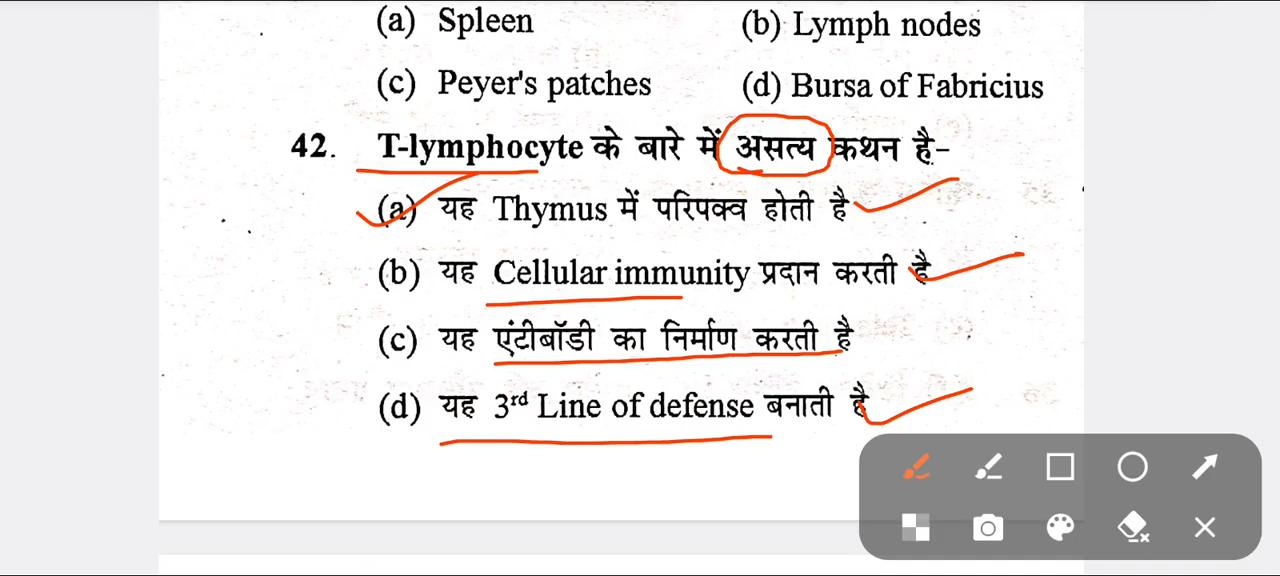 (a) Spleen (b) Lymph nodes
(c) Peyer's patches (d) Bursa of Fabricius
42. T-lymphocyte के बारे में असत्य कथन है-
(a) यह Thymus में परिपक्व होती है
(b) यह Cellular immunity प्रदान करती है
(c) यह एंटीबॉडी का निर्माण करती है
(d) यह 3rd Line of defense बनाती है